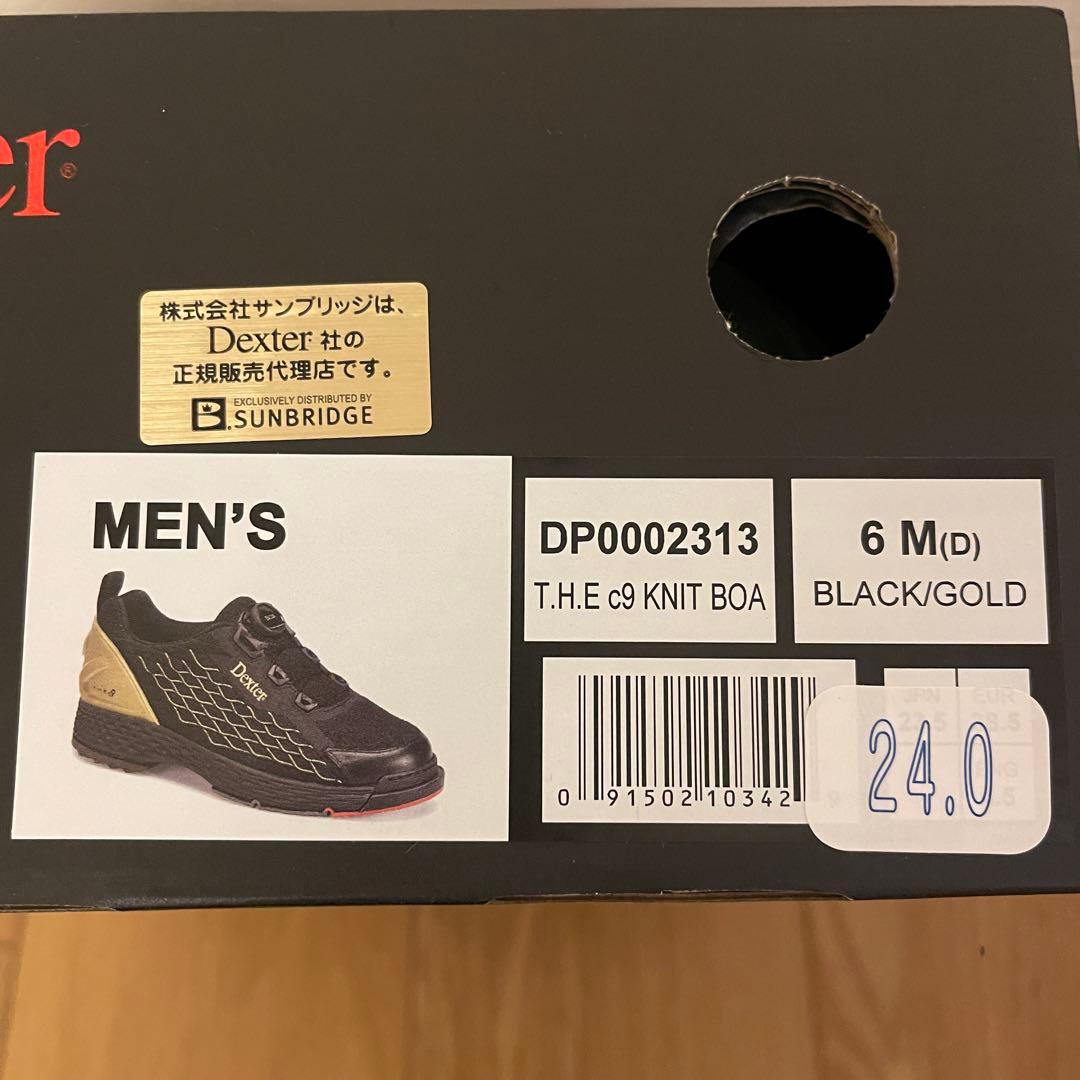 er®
株式会社サンブリッジは、
Dexter 社の
正規販売代理店です。
EXCLUSIVELY DISTRIBUTED BY
B.SUNBRIDGE
MEN'S
Dexter
DP0002313
T.H.E c9 KNIT BOA
6 M(D)
BLACK/GOLD
JPN
EUR
24.0
0 91502 10342